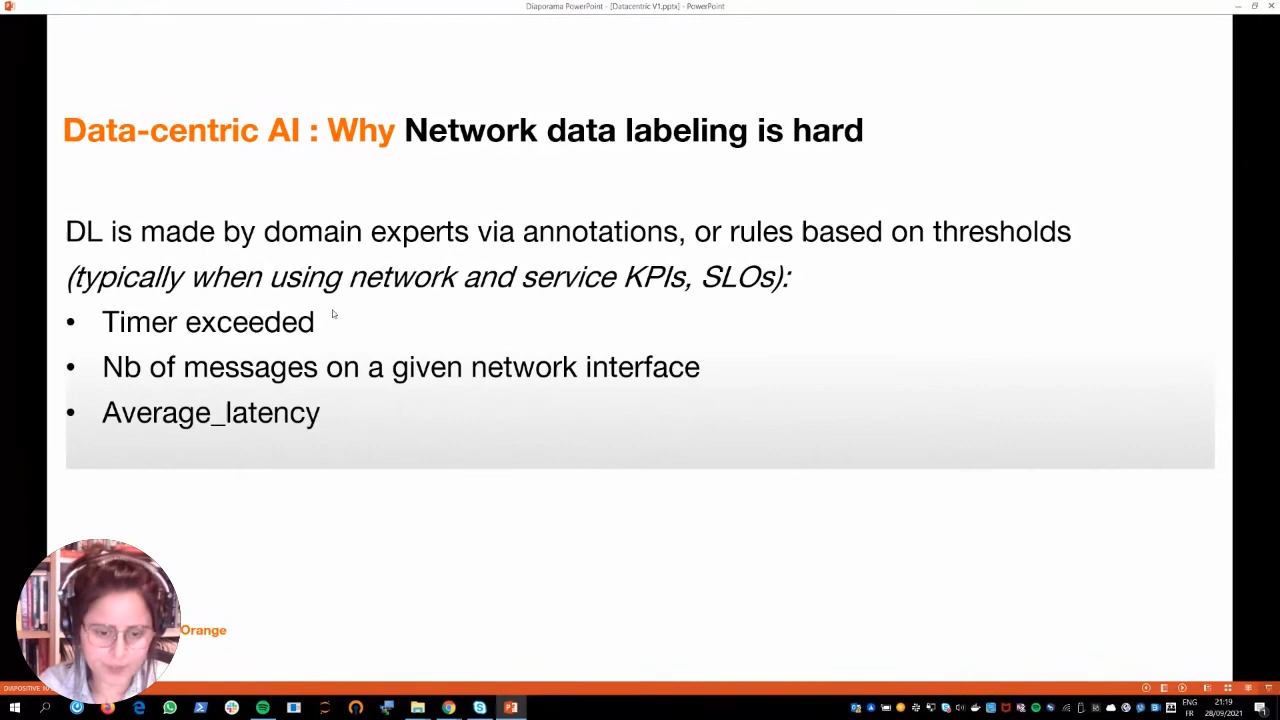 Diaporama PowerPoint - [Datacentric V1.pptx] - PowerPoint
Data-centric AI : Why Network data labeling is hard
DL is made by domain experts via annotations, or rules based on thresholds
(typically when using network and service KPIs, SLOs):
• Timer exceeded
• Nb of messages on a given network interface
• Average_latency
Orange
ENG
21:19
FR
28/09/2021